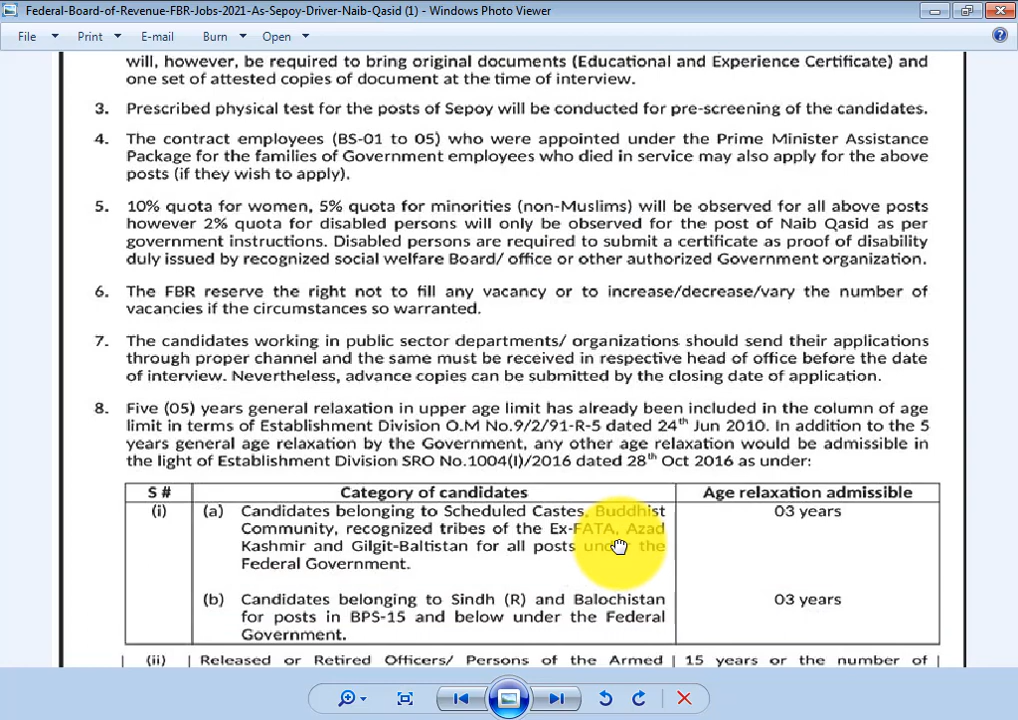 Federal-Board-of-Revenue-FBR-Jobs-2021-As-Sepoy-Driver-Naib-Qasid (1) - Windows Photo Viewer
File Print E-mail Burn Open
will, however, be required to bring original documents (Educational and Experience Certificate) and
one set of attested copies of document at the time of interview.
3. Prescribed physical test for the posts of Sepoy will be conducted for pre-screening of the candidates.
4. The contract employees (BS-01 to 05) who were appointed under the Prime Minister Assistance
Package for the families of Government employees who died in service may also apply for the above
posts (if they wish to apply).
5. 10% quota for women, 5% quota for minorities (non-Muslims) will be observed for all above posts
however 2% quota for disabled persons will only be observed for the post of Naib Qasid as per
government instructions. Disabled persons are required to submit a certificate as proof of disability
duly issued by recognized social welfare Board/ office or other authorized Government organization.
6. The FBR reserve the right not to fill any vacancy or to increase/decrease/vary the number of
vacancies if the circumstances so warranted.
7. The candidates working in public sector departments/ organizations should send their applications
through proper channel and the same must be received in respective head of office before the date
of interview. Nevertheless, advance copies can be submitted by the closing date of application.
8. Five (05) years general relaxation in upper age limit has already been included in the column of age
limit in terms of Establishment Division O.M No.9/2/91-R-5 dated 24th Jun 2010. In addition to the 5
years general age relaxation by the Government, any other age relaxation would be admissible in
the light of Establishment Division SRO No.1004(I)/2016 dated 28th Oct 2016 as under:
S # Category of candidates Age relaxation admissible
(i) (a) Candidates belonging to Scheduled Castes, Buddhist 03 years
Community, recognized tribes of the Ex-FATA, Azad
Kashmir and Gilgit-Baltistan for all posts under the
Federal Government.
(b) Candidates belonging to Sindh (R) and Balochistan 03 years
for posts in BPS-15 and below under the Federal
Government.
(ii) Released or Retired Officers/ Persons of the Armed 15 years or the number of